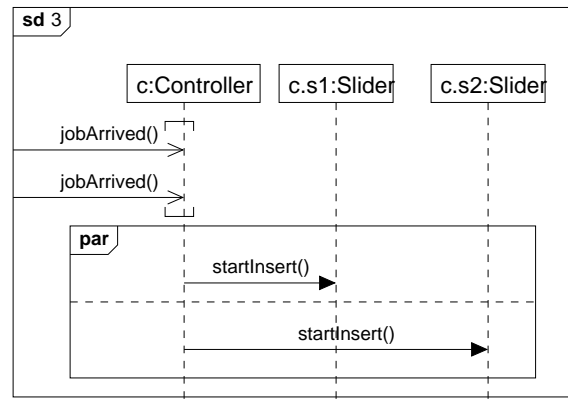 sd 3
c:Controller c.s1:Slider c.s2:Slider
jobArrived()
jobArrived()
par
startInsert()
startInsert()